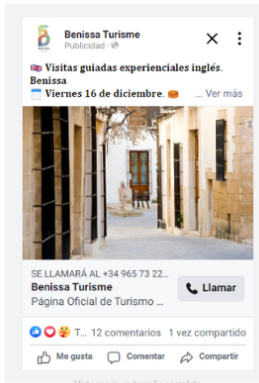 Benissa Turisme
Publicidad ·
🇬🇧 Visitas guiadas experienciales inglés.
Benissa
🗓️ Viernes 16 de diciembre. 🥮 ... Ver más
SE LLAMARÁ AL +34 965 73 22...
Benissa Turisme
Página Oficial de Turismo ...
Llamar
T... 12 comentarios 1 vez compartido
Me gusta Comentar Compartir